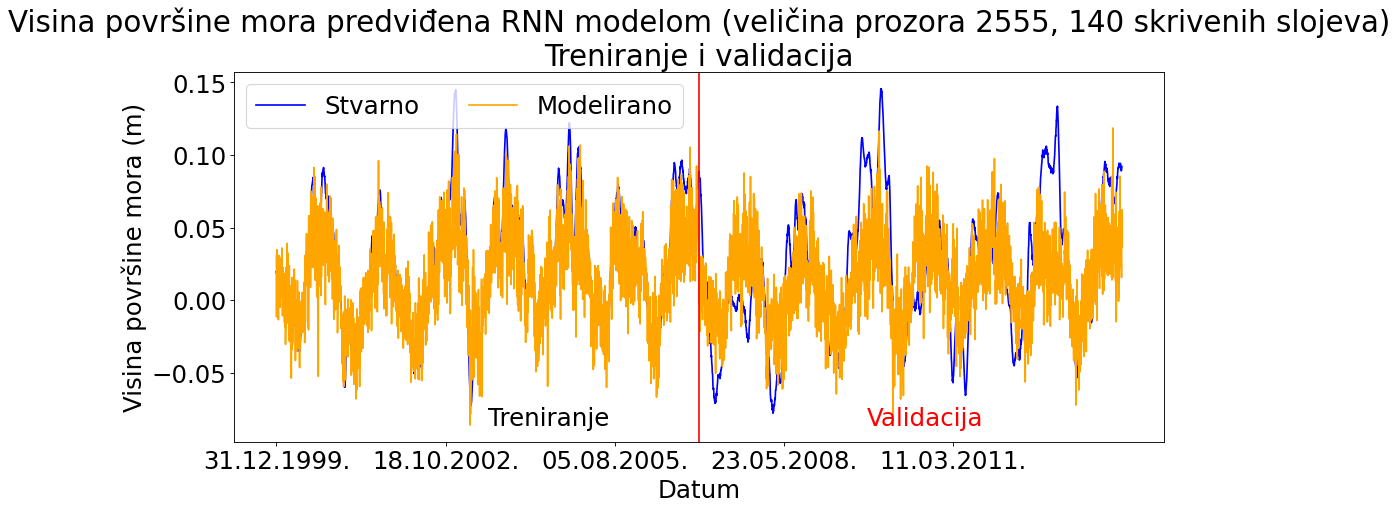 Visina površine mora predviđena RNN modelom (veličina prozora 2555, 140 skrivenih slojeva)
Treniranje i validacija
Stvarno Modelirano
Visina površine mora (m)
0.15
0.10
0.05
0.00
−0.05
Treniranje Validacija
31.12.1999. 18.10.2002. 05.08.2005. 23.05.2008. 11.03.2011.
Datum